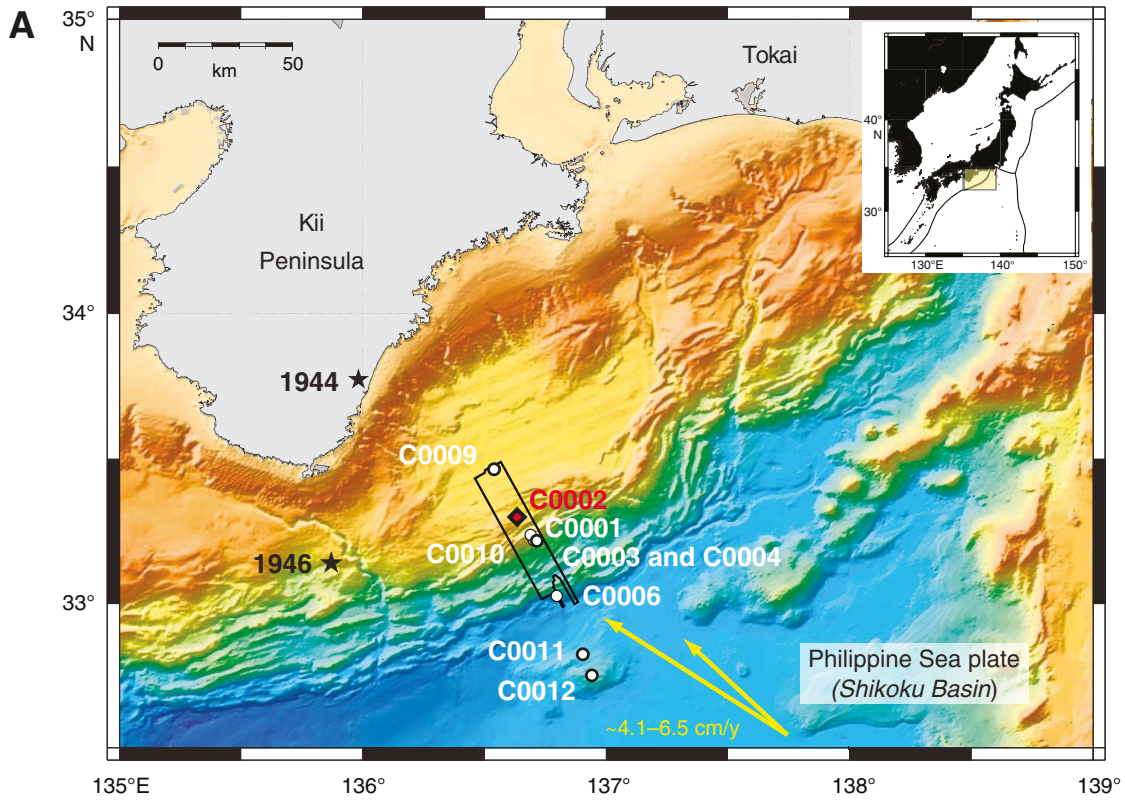 A
35°
N
0
50
km
Tokai
40°
N
30°
130°E
140°
150°
Kii
Peninsula
34°
1944
C0009
C0002
C0001
C0010
C0003 and C0004
1946
33°
C0006
C0011
C0012
Philippine Sea plate
(Shikoku Basin)
~4.1–6.5 cm/y
135°E
136°
137°
138°
139°